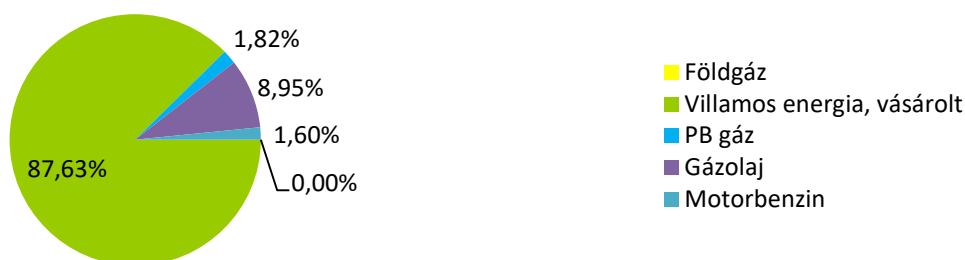 1,82%
8,95%
1,60%
0,00%
87,63%
Földgáz
Villamos energia, vásárolt
PB gáz
Gázolaj
Motorbenzin